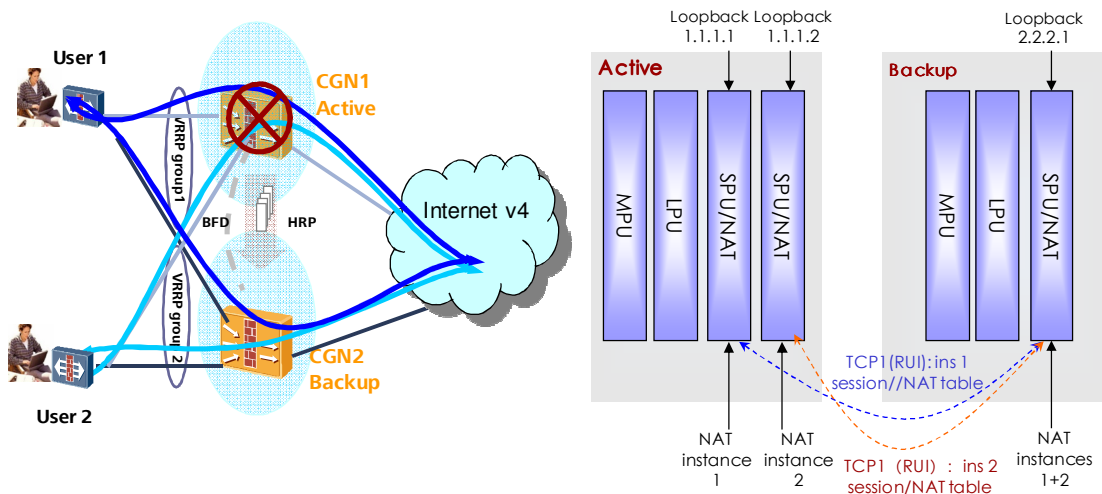 User 1
CGN1
Active
VRRP group1
BFD
HRP
Internet v4
VRRP group 2
CGN2
Backup
User 2
Loopback
1.1.1.1
Loopback
1.1.1.2
Loopback
2.2.2.1
Active
Backup
MPU
LPU
SPU/NAT
SPU/NAT
MPU
LPU
SPU/NAT
TCP1(RUI): ins 1
session//NAT table
NAT
instance
1
NAT
instance
2
TCP1 (RUI) : ins 2
session/NAT table
NAT
instances
1+2